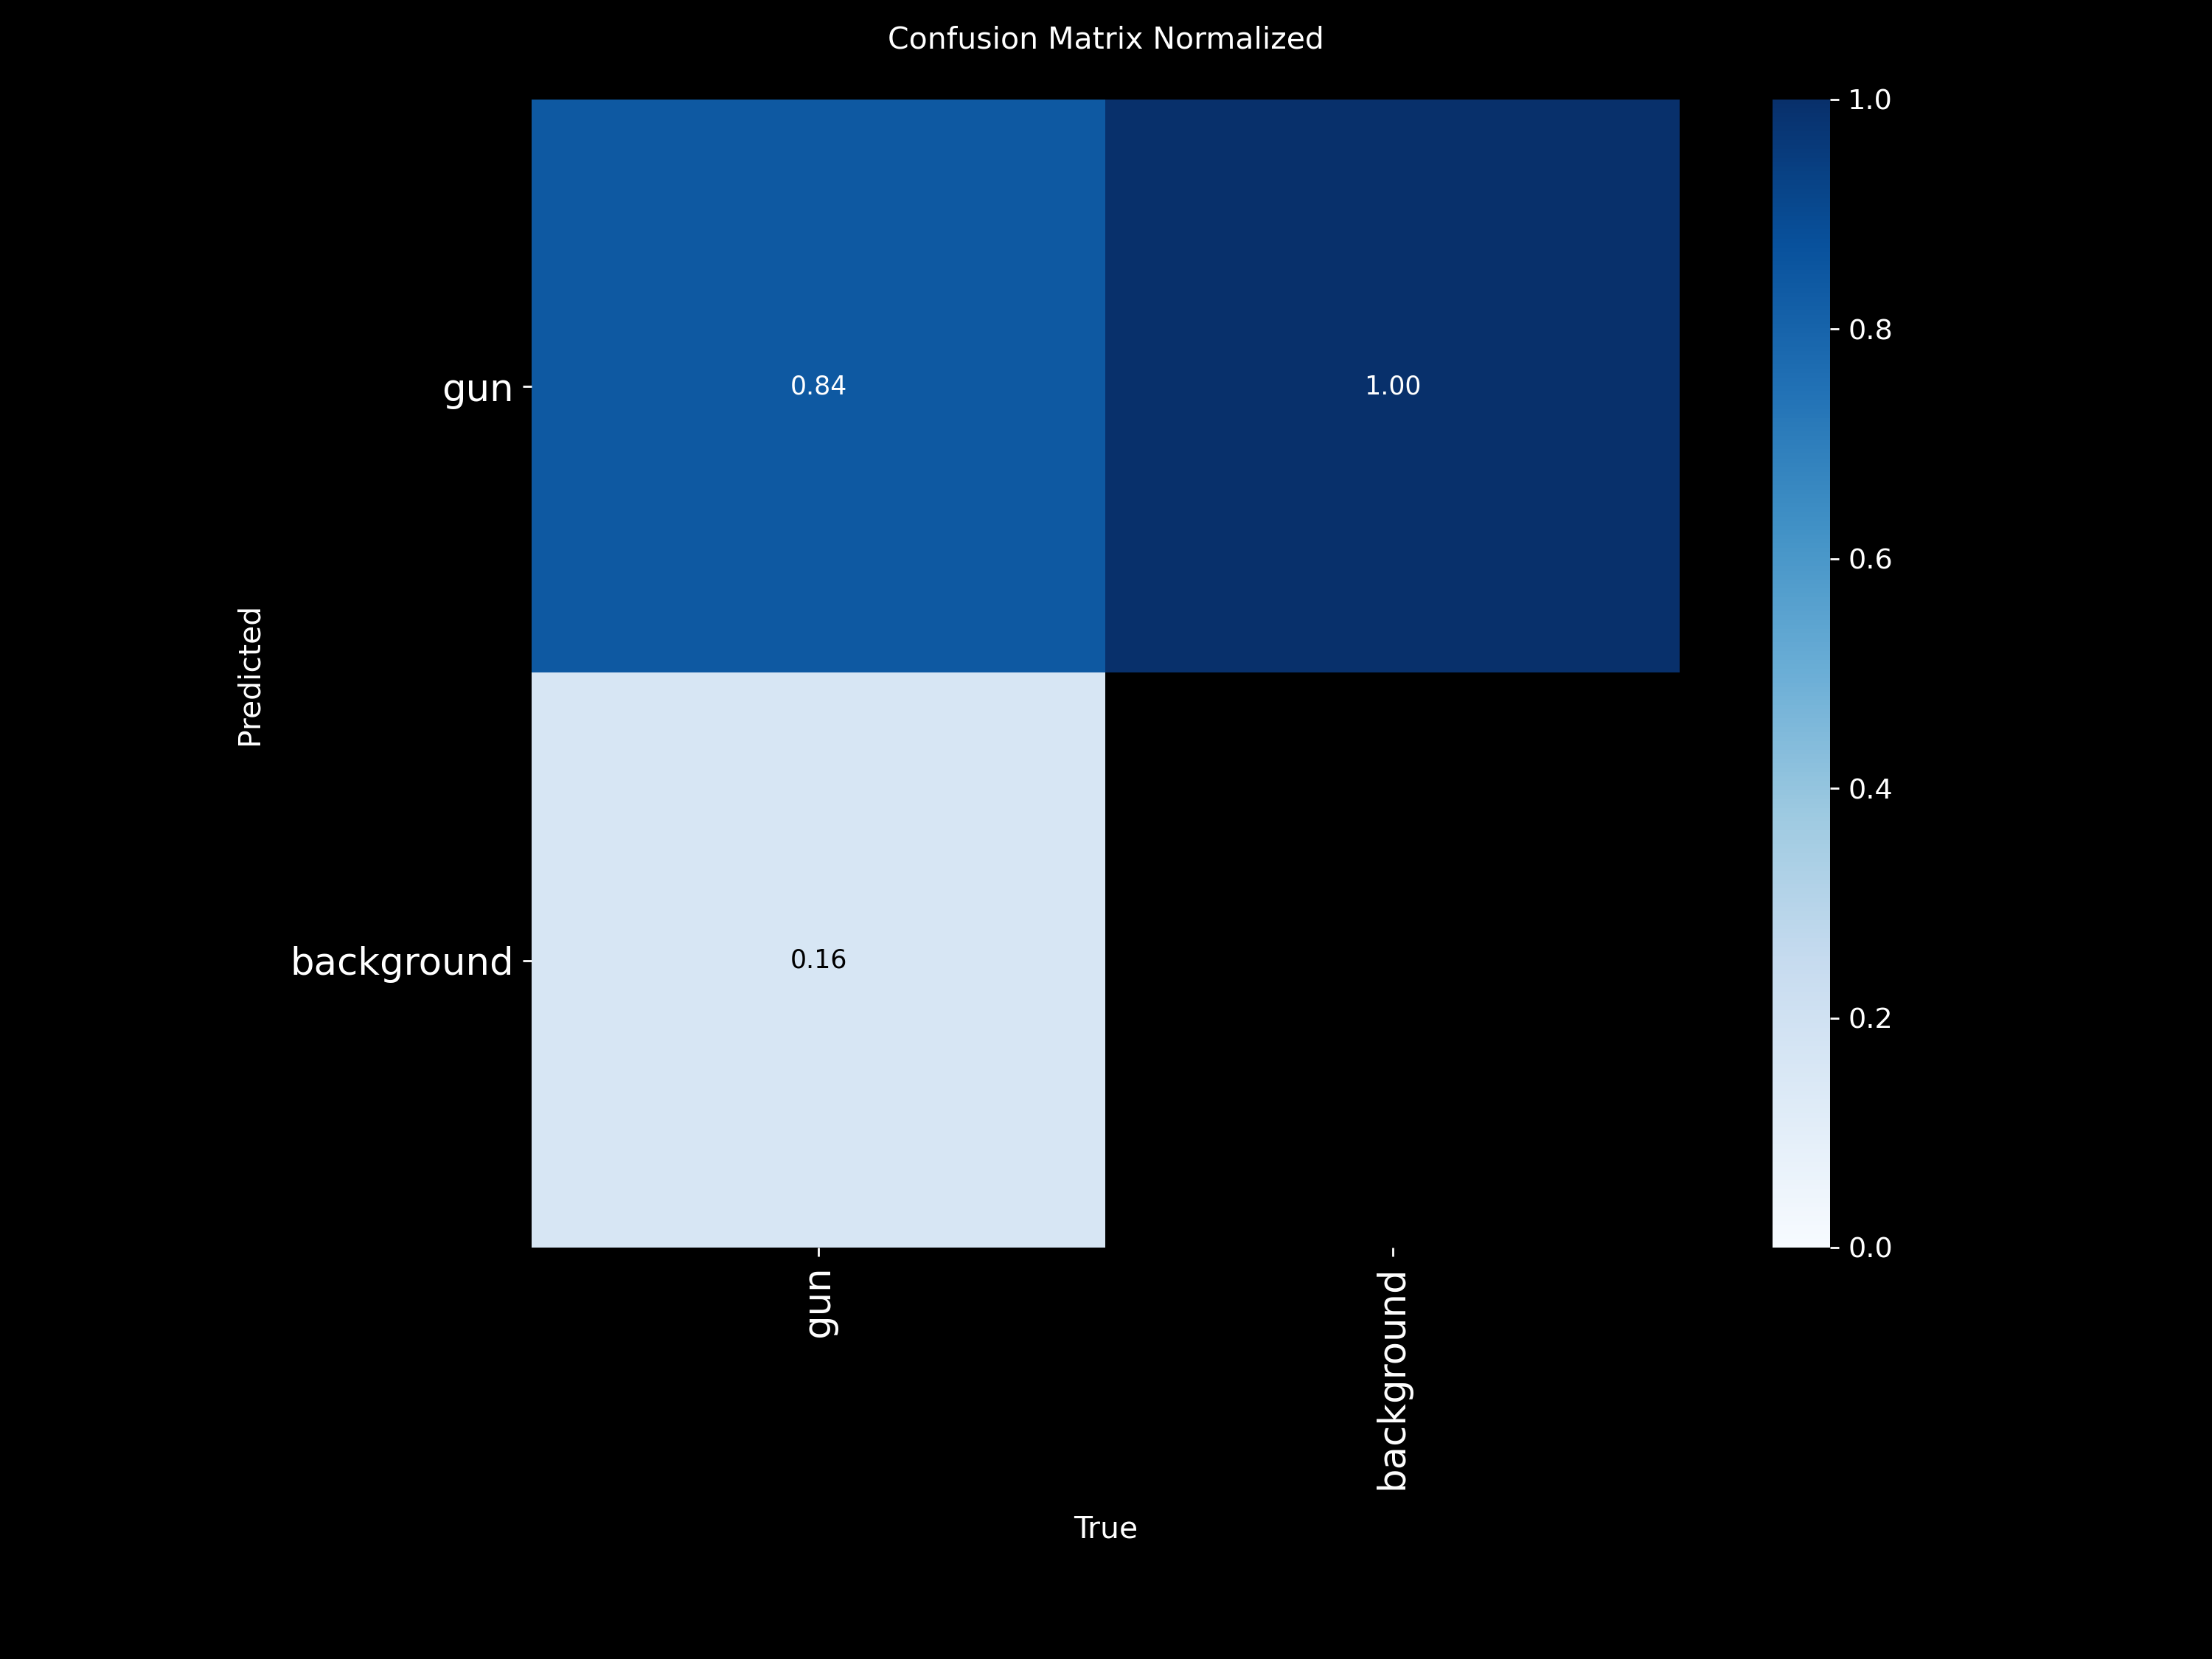 Confusion Matrix Normalized
1.0
0.8
0.6
0.4
0.2
0.0
Predicted
gun
0.84
1.00
background
0.16
gun
background
True